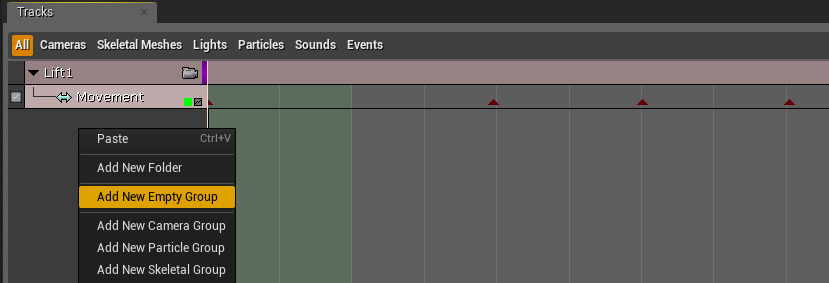 Tracks
All Cameras Skeletal Meshes Lights Particles Sounds Events
Lift1
Movement
Paste Ctrl+V
Add New Folder
Add New Empty Group
Add New Camera Group
Add New Particle Group
Add New Skeletal Group